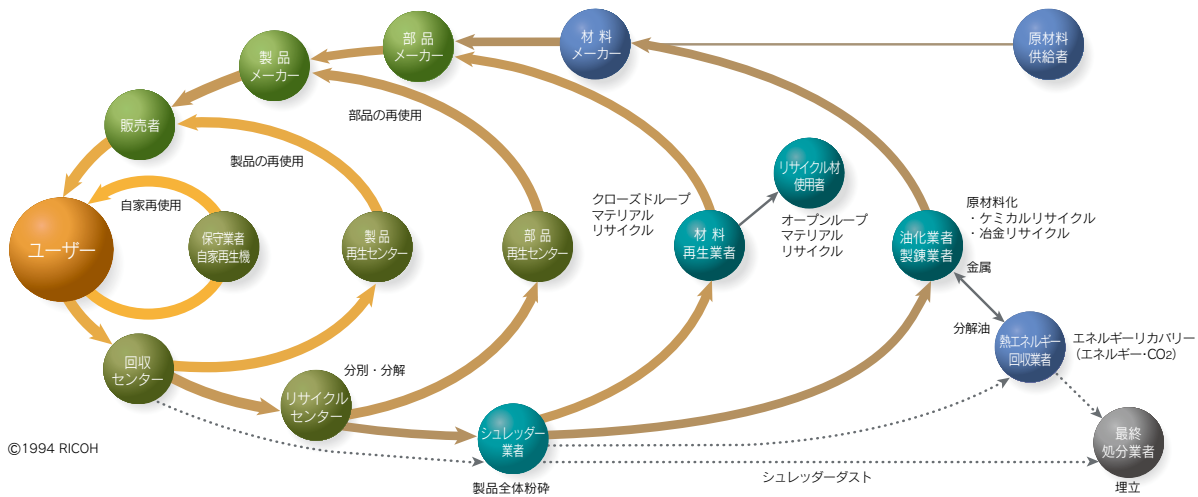 部 品
メーカー
材 料
メーカー
原材料
供給者
製 品
メーカー
販売者
部品の再使用
製品の再使用
自家再使用
ユーザー
保守業者
自家再生機
製 品
再生センター
部 品
再生センター
クローズドループ
マテリアル
リサイクル
材 料
再生業者
リサイクル材
使用者
オープンループ
マテリアル
リサイクル
原材料化
・ケミカルリサイクル
・冶金リサイクル
油化業者
製錬業者
金属
分解油
熱エネルギー
回収業者
エネルギーリカバリー
（エネルギー・CO2）
回収
センター
分別・分解
リサイクル
センター
シュレッダー
業者
製品全体粉砕
シュレッダーダスト
最終
処分業者
埋立
©1994 RICOH